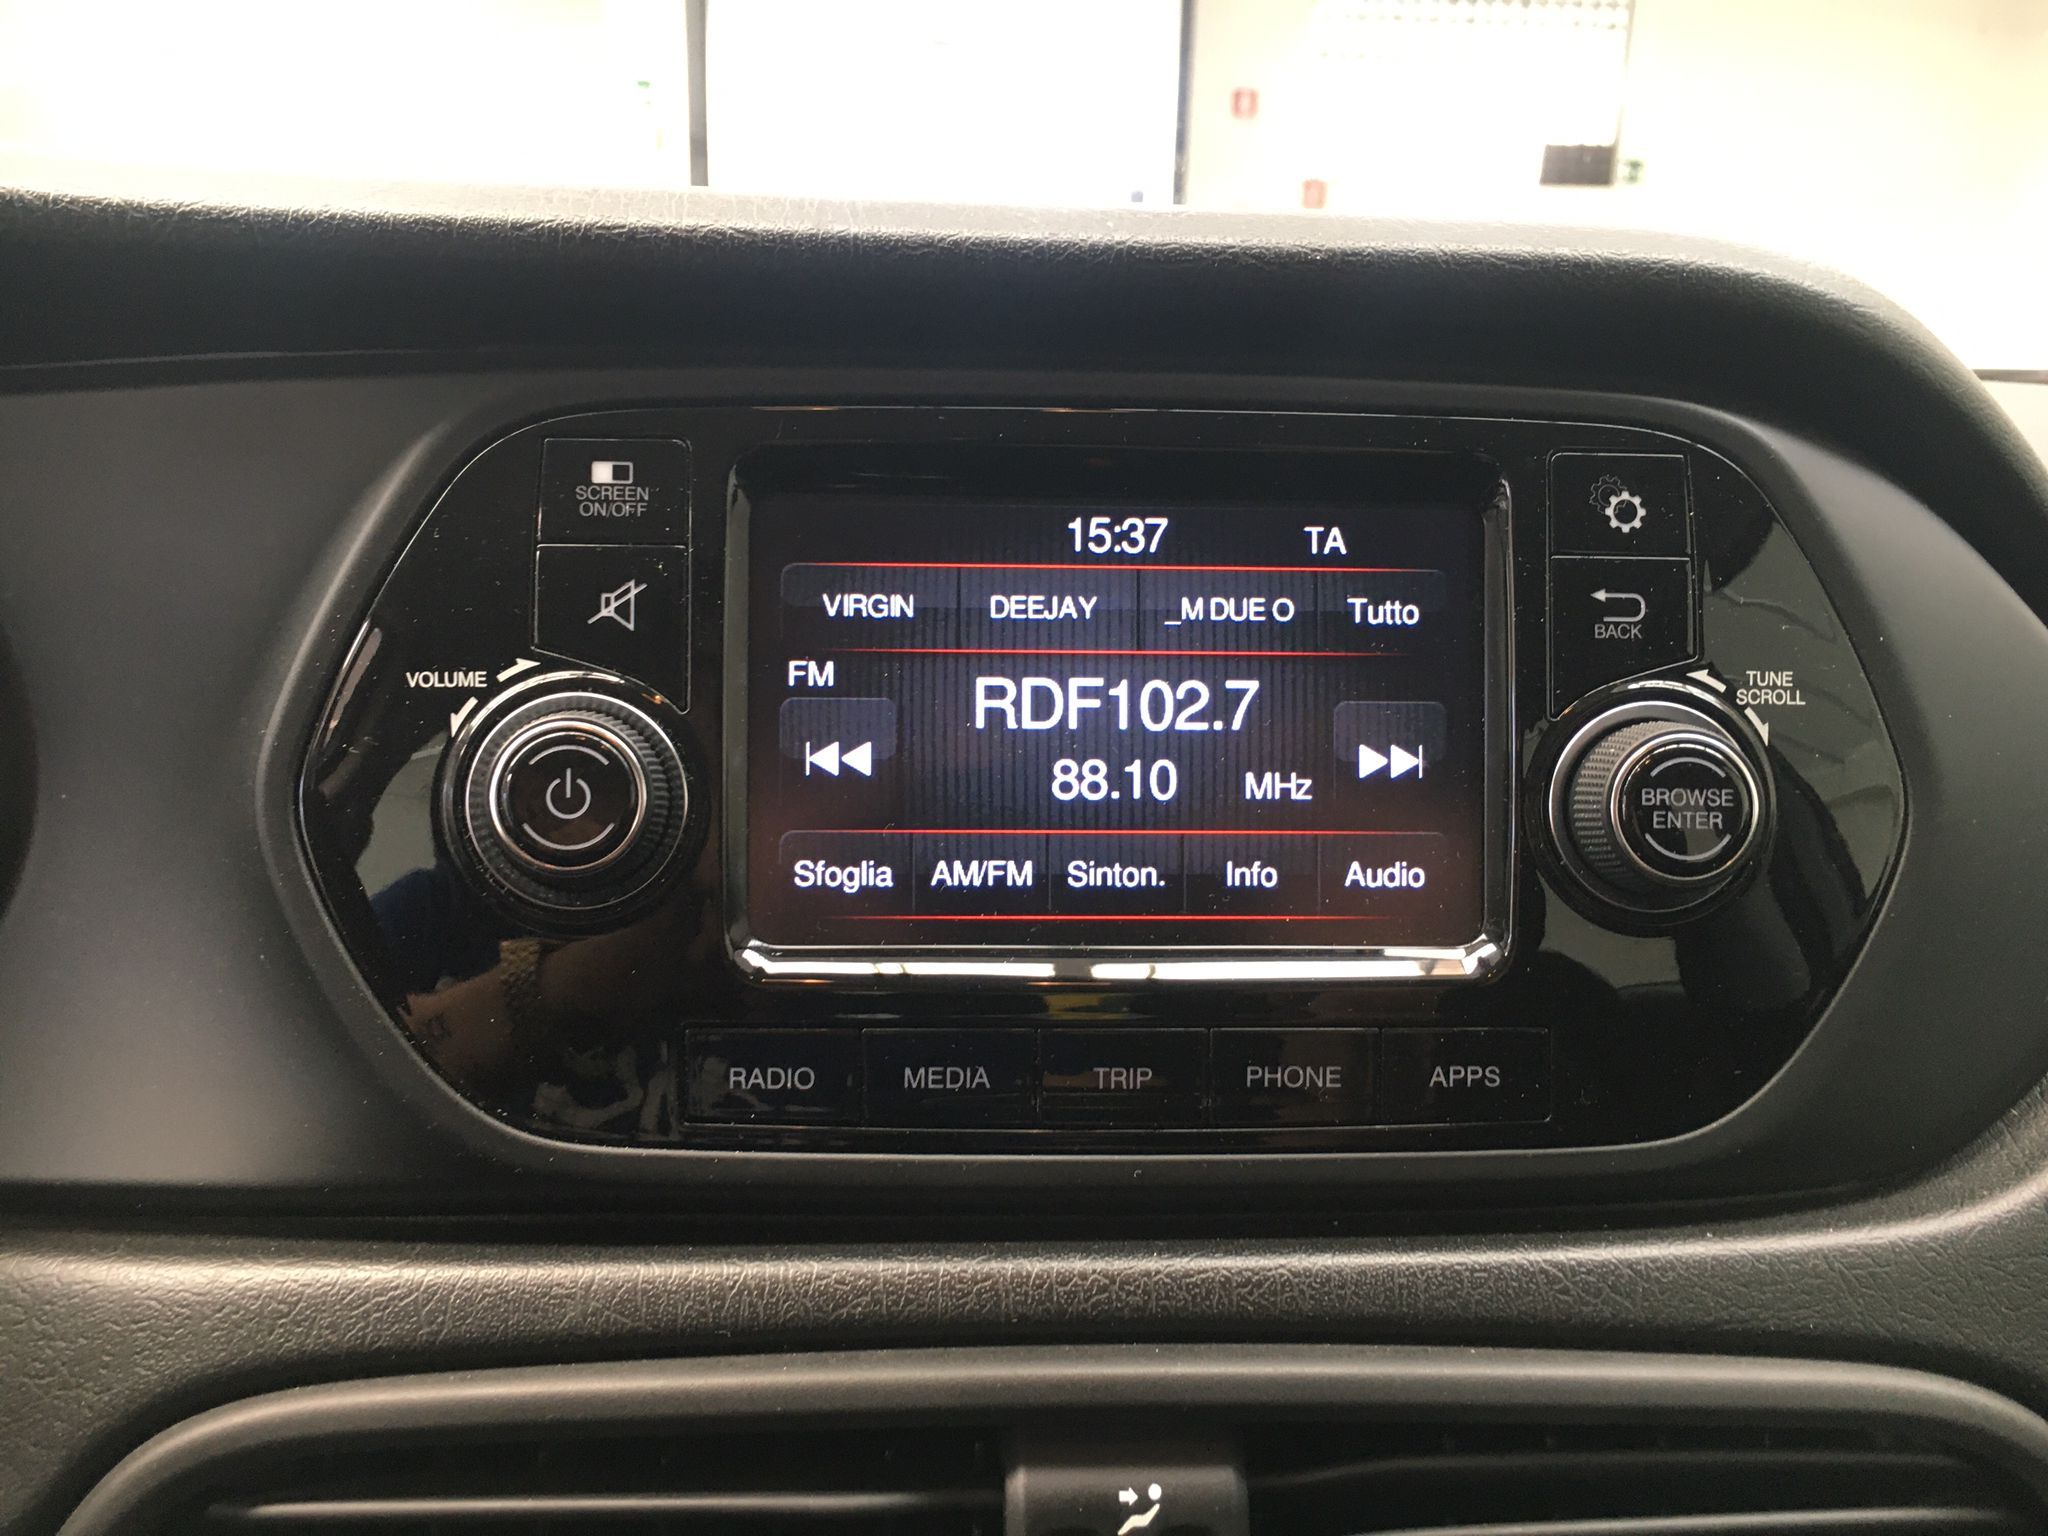 SCREEN
ON/OFF
VOLUME
15:37 TA
VIRGIN DEEJAY _M DUE O Tutto
FM
RDF102.7
88.10 MHz
Sfoglia AM/FM Sinton. Info Audio
BACK
TUNE
SCROLL
BROWSE
ENTER
RADIO MEDIA TRIP PHONE APPS